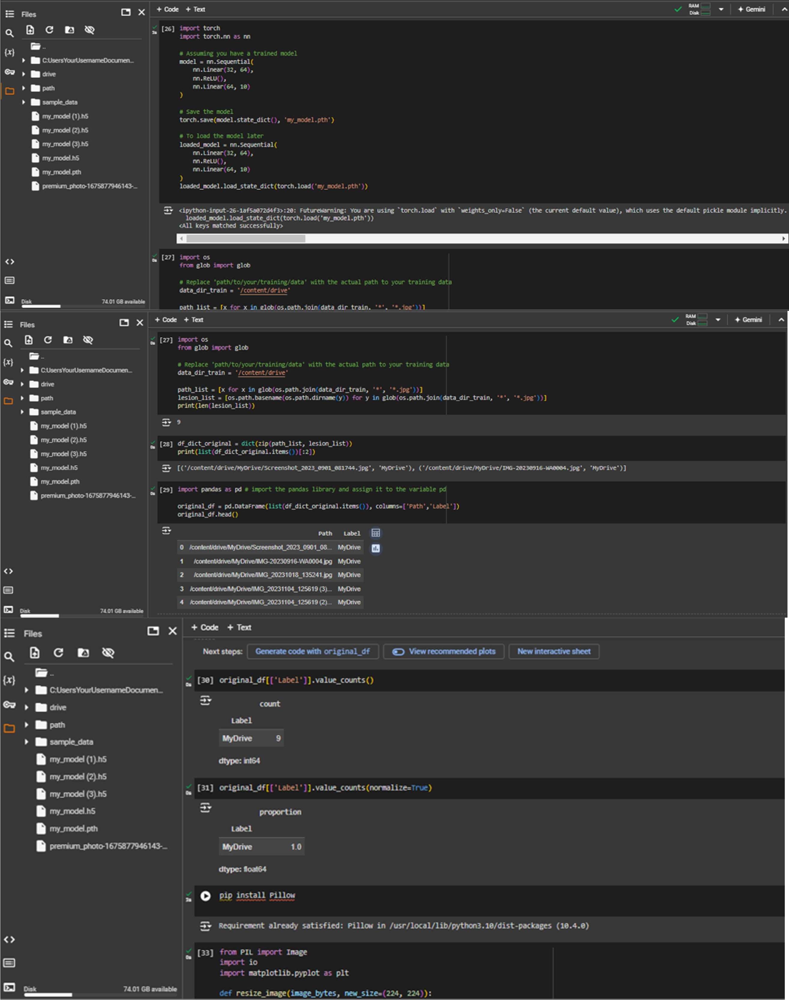 Files
+ Code + Text
RAM
Disk
Gemini
..
C:UsersYourUsernameDocumen...
drive
path
sample_data
my_model (1).h5
my_model (2).h5
my_model (3).h5
my_model.h5
my_model.pth
premium_photo-1675877946143-...
Disk 74.01 GB available
[26] import torch
import torch.nn as nn
# Assuming you have a trained model
model = nn.Sequential(
nn.Linear(32, 64),
nn.ReLU(),
nn.Linear(64, 10)
)
# Save the model
torch.save(model.state_dict(), 'my_model.pth')
# To load the model later
loaded_model = nn.Sequential(
nn.Linear(32, 64),
nn.ReLU(),
nn.Linear(64, 10)
)
loaded_model.load_state_dict(torch.load('my_model.pth'))
<ipython-input-26-1af5a072d4f3>:20: FutureWarning: You are using `torch.load` with `weights_only=False` (the current default value), which uses the default pickle module implicitly.
loaded_model.load_state_dict(torch.load('my_model.pth'))
<All keys matched successfully>
[27] import os
from glob import glob
# Replace 'path/to/your/training/data' with the actual path to your training data
data_dir_train = '/content/drive'
path_list = [x for x in glob(os.path.join(data_dir_train, '*', '*.jpg'))]
Files
+ Code + Text
RAM
Disk
Gemini
..
C:UsersYourUsernameDocumen...
drive
path
sample_data
my_model (1).h5
my_model (2).h5
my_model (3).h5
my_model.h5
my_model.pth
premium_photo-1675877946143-...
Disk 74.01 GB available
[27] import os
from glob import glob
# Replace 'path/to/your/training/data' with the actual path to your training data
data_dir_train = '/content/drive'
path_list = [x for x in glob(os.path.join(data_dir_train, '*', '*.jpg'))]
lesion_list = [os.path.basename(os.path.dirname(y)) for y in glob(os.path.join(data_dir_train, '*', '*.jpg'))]
print(len(lesion_list))
9
[28] df_dict_original = dict(zip(path_list, lesion_list))
print(list(df_dict_original.items())[:2])
[('/content/drive/MyDrive/Screenshot_2023_0901_081744.jpg', 'MyDrive'), ('/content/drive/MyDrive/IMG-20230916-WA0004.jpg', 'MyDrive')]
[29] import pandas as pd # import the pandas library and assign it to the variable pd
original_df = pd.DataFrame(list(df_dict_original.items()), columns=['Path','Label'])
original_df.head()
Path Label
0 /content/drive/MyDrive/Screenshot_2023_0901_08... MyDrive
1 /content/drive/MyDrive/IMG-20230916-WA0004.jpg MyDrive
2 /content/drive/MyDrive/IMG_20231018_135241.jpg MyDrive
3 /content/drive/MyDrive/IMG_20231104_125619 (3)... MyDrive
4 /content/drive/MyDrive/IMG_20231104_125619 (2)... MyDrive
Files
+ Code + Text
..
C:UsersYourUsernameDocumen...
drive
path
sample_data
my_model (1).h5
my_model (2).h5
my_model (3).h5
my_model.h5
my_model.pth
premium_photo-1675877946143-...
Disk 74.01 GB available
Next steps: Generate code with original_df View recommended plots New interactive sheet
[30] original_df[['Label']].value_counts()
count
Label
MyDrive 9
dtype: int64
[31] original_df[['Label']].value_counts(normalize=True)
proportion
Label
MyDrive 1.0
dtype: float64
pip install Pillow
Requirement already satisfied: Pillow in /usr/local/lib/python3.10/dist-packages (10.4.0)
[33] from PIL import Image
import io
import matplotlib.pyplot as plt
def resize_image(image_bytes, new_size=(224, 224)):